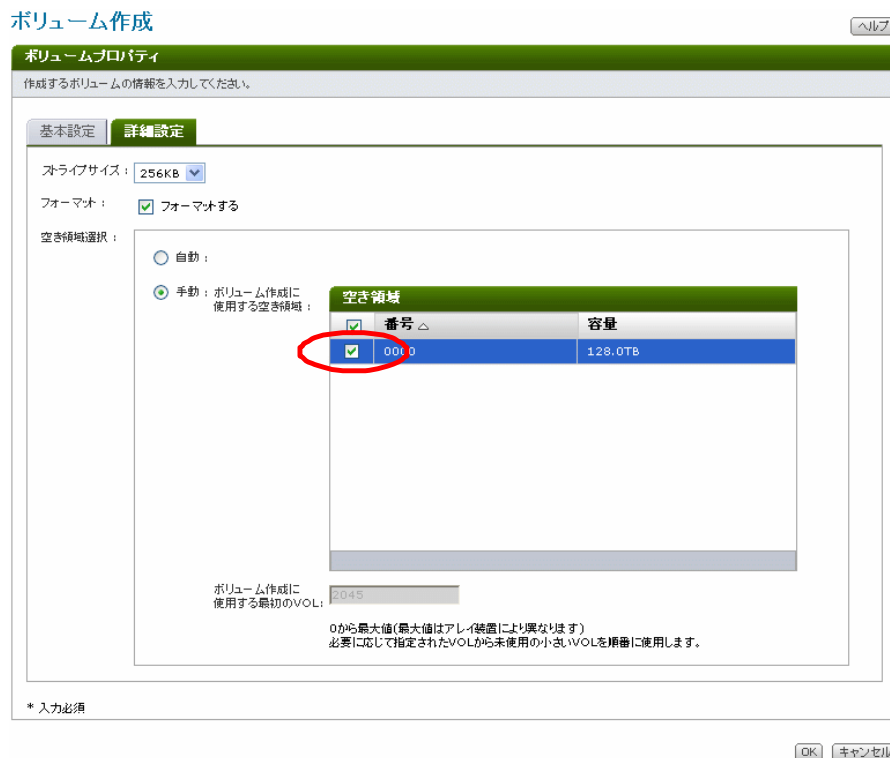 ボリューム作成
ヘルプ
ボリュームプロパティ
作成するボリュームの情報を入力してください。
基本設定 詳細設定
ストライプサイズ : 256KB
フォーマット : フォーマットする
空き領域選択 :
自動 :
手動 : ボリューム作成に
使用する空き領域 :
空き領域
番号 △ 容量
0000 128.0TB
ボリューム作成に
使用する最初のVOL: 2045
0から最大値(最大値はアレイ装置により異なります)
必要に応じて指定されたVOLから未使用の小さいVOLを順番に使用します。
* 入力必須
OK キャンセル